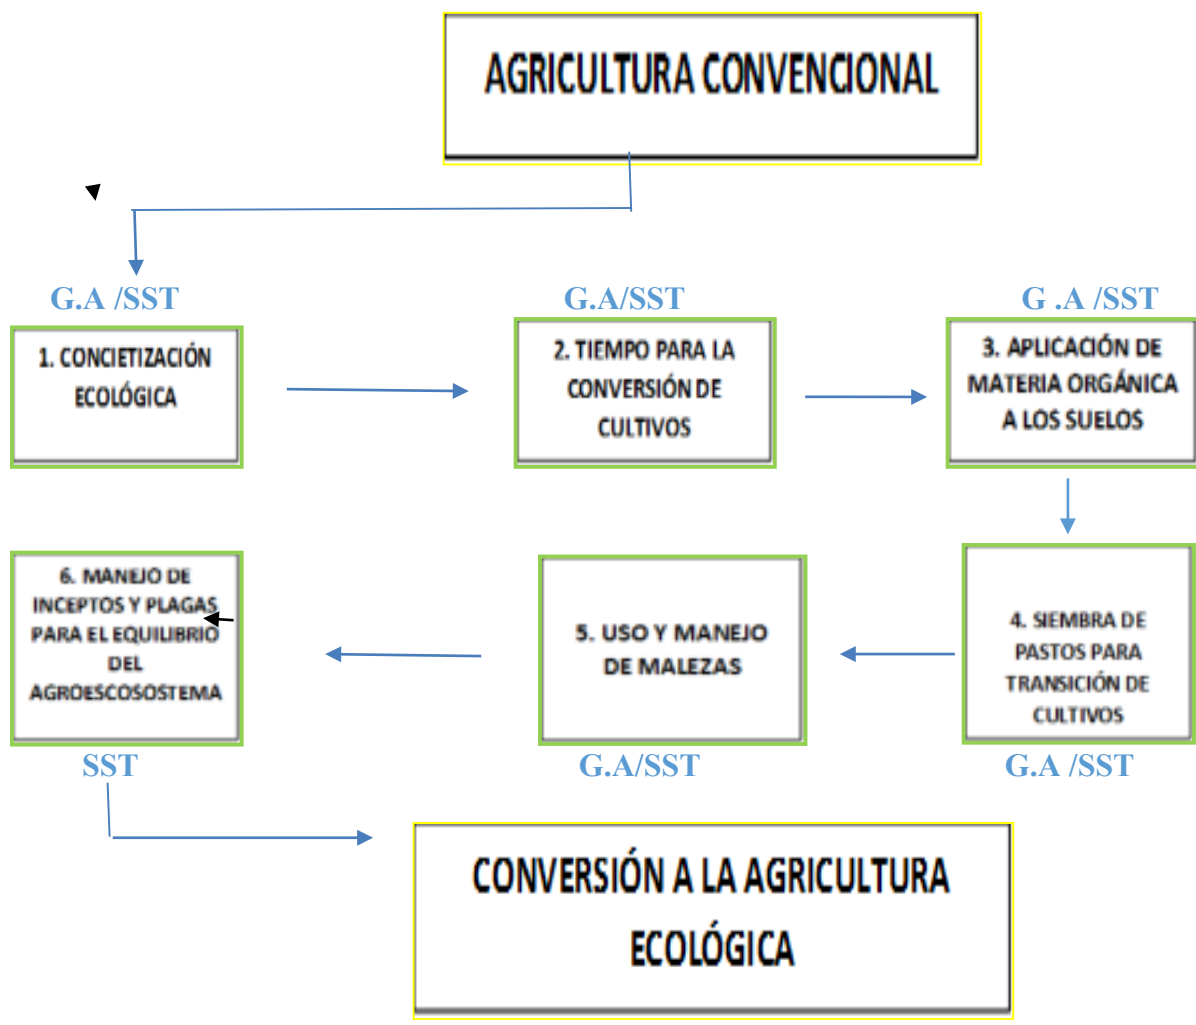 AGRICULTURA CONVENCIONAL
G.A /SST
G.A/SST
G .A /SST
1. CONCIETIZACIÓN
ECOLÓGICA
2. TIEMPO PARA LA
CONVERSIÓN DE
CULTIVOS
3. APLICACIÓN DE
MATERIA ORGÁNICA
A LOS SUELOS
4. SIEMBRA DE
PASTOS PARA
TRANSICIÓN DE
CULTIVOS
G.A /SST
5. USO Y MANEJO
DE MALEZAS
G.A/SST
6. MANEJO DE
INCEPTOS Y PLAGAS
PARA EL EQUILIBRIO
DEL
AGROESCOSOSTEMA
SST
CONVERSIÓN A LA AGRICULTURA
ECOLÓGICA